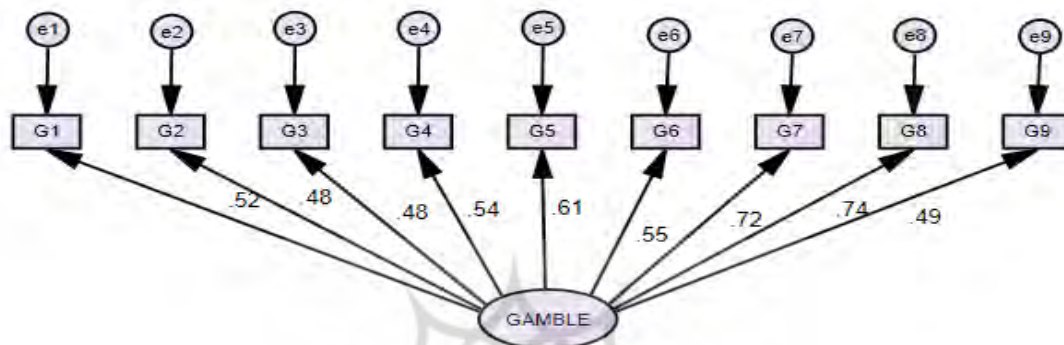 e1 e2 e3 e4 e5 e6 e7 e8 e9
G1 G2 G3 G4 G5 G6 G7 G8 G9
.52 .48 .48 .54 .61 .55 .72 .74 .49
GAMBLE